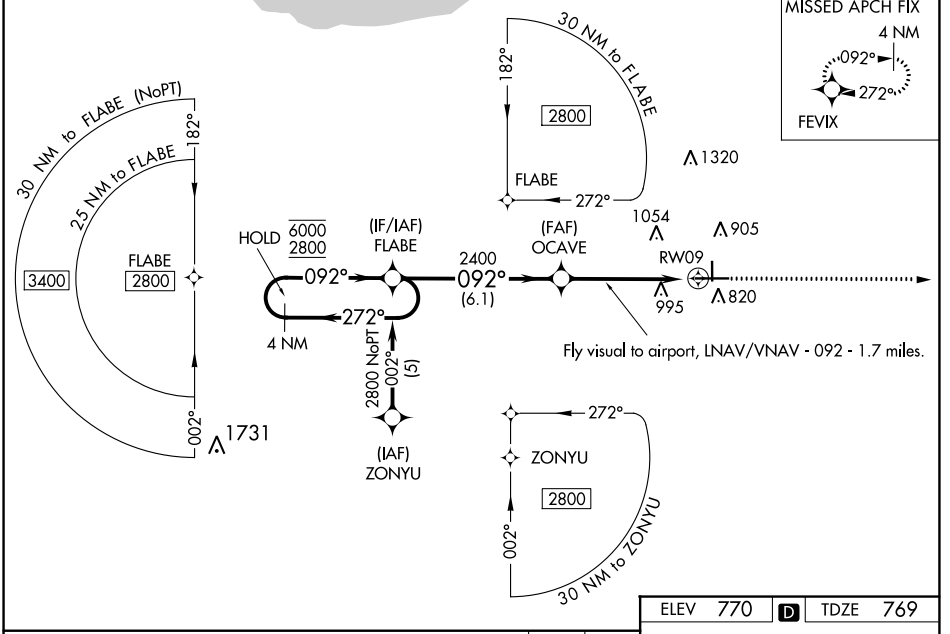 MISSED APCH FIX
4 NM
092°
272°
FEVIX
30 NM to FLABE
182°
2800
FLABE
272°
30 NM to FLABE (NoPT)
182°
25 NM to FLABE
3400
FLABE
2800
002°
1731
HOLD
6000
2800
(IF/IAF)
FLABE
092°
272°
4 NM
2400
092°
(6.1)
(FAF)
OCAVE
1320
1054
905
RW09
995
820
Fly visual to airport, LNAV/VNAV - 092 - 1.7 miles.
2800 NoPT
002°
(5)
(IAF)
ZONYU
272°
ZONYU
2800
002°
30 NM to ZONYU
ELEV 770 D TDZE 769